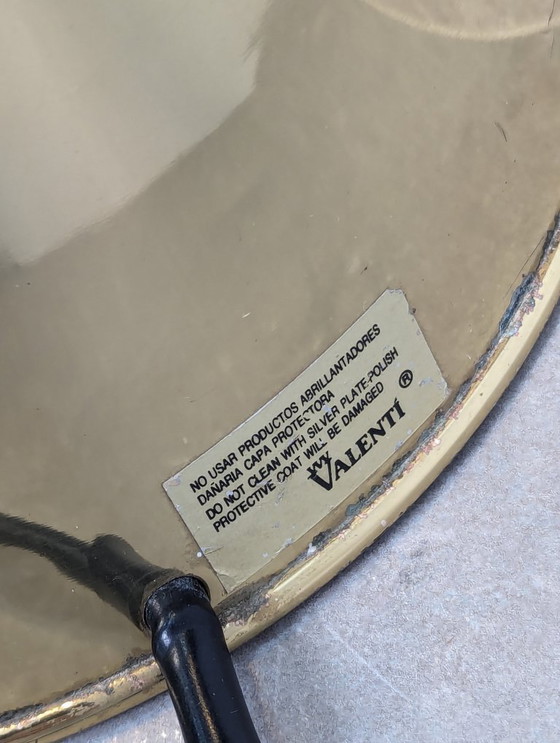 NO USAR PRODUCTOS ABRILLANTADORES
DAÑARIA CAPA PROTECTORA
DO NOT CLEAN WITH SILVER PLATE POLISH
PROTECTIVE COAT WILL BE DAMAGED
VALENTÍ ®